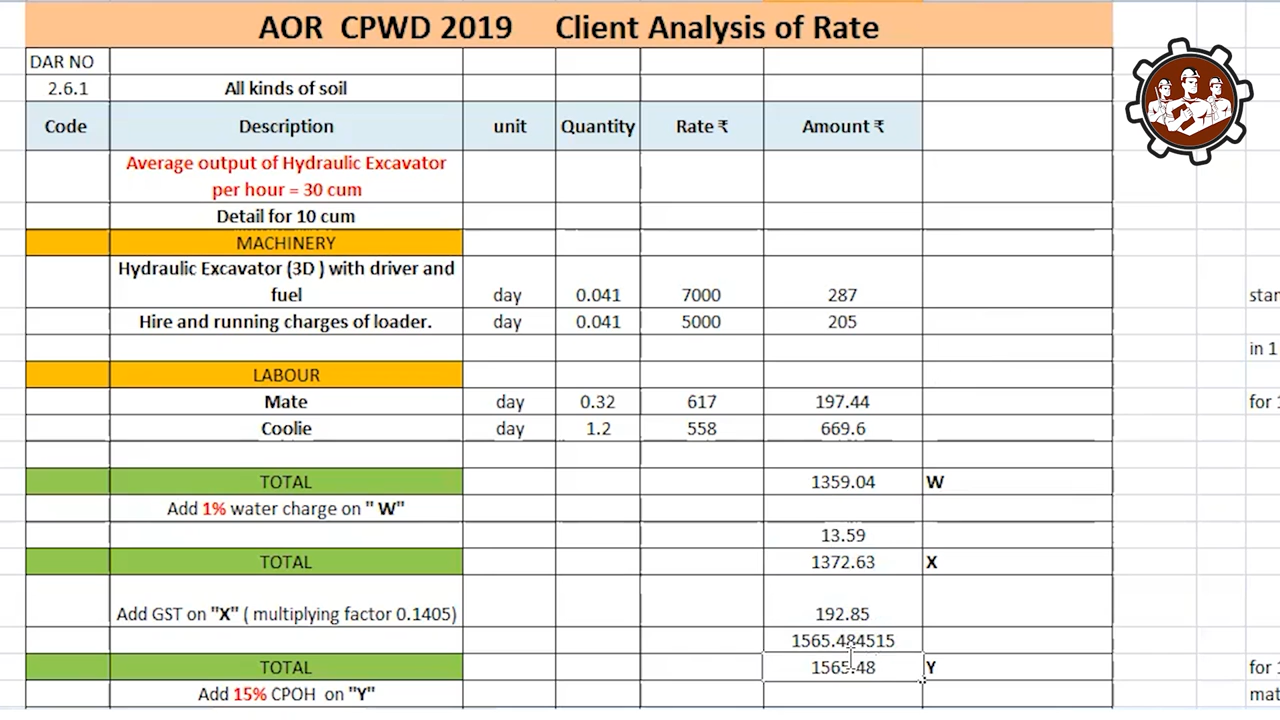 AOR CPWD 2019 Client Analysis of Rate
DAR NO
2.6.1 All kinds of soil
Code Description unit Quantity Rate ₹ Amount ₹
Average output of Hydraulic Excavator
per hour = 30 cum
Detail for 10 cum
MACHINERY
Hydraulic Excavator (3D ) with driver and
fuel day 0.041 7000 287
Hire and running charges of loader. day 0.041 5000 205
LABOUR
Mate day 0.32 617 197.44
Coolie day 1.2 558 669.6
TOTAL 1359.04 W
Add 1% water charge on " W"
13.59
TOTAL 1372.63 X
Add GST on "X" ( multiplying factor 0.1405) 192.85
1565.484515
TOTAL 1565.48 Y
Add 15% CPOH on "Y"
in 1